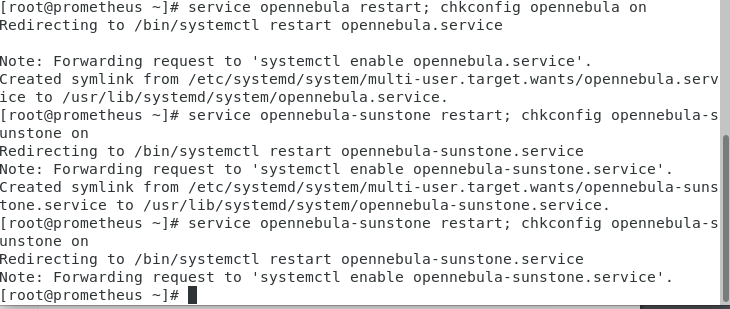 [root@prometheus ~]# service opennebula restart; chkconfig opennebula on
Redirecting to /bin/systemctl restart opennebula.service

Note: Forwarding request to 'systemctl enable opennebula.service'.
Created symlink from /etc/systemd/system/multi-user.target.wants/opennebula.serv
ice to /usr/lib/systemd/system/opennebula.service.
[root@prometheus ~]# service opennebula-sunstone restart; chkconfig opennebula-s
unstone on
Redirecting to /bin/systemctl restart opennebula-sunstone.service
Note: Forwarding request to 'systemctl enable opennebula-sunstone.service'.
Created symlink from /etc/systemd/system/multi-user.target.wants/opennebula-suns
tone.service to /usr/lib/systemd/system/opennebula-sunstone.service.
[root@prometheus ~]# service opennebula-sunstone restart; chkconfig opennebula-s
unstone on
Redirecting to /bin/systemctl restart opennebula-sunstone.service
Note: Forwarding request to 'systemctl enable opennebula-sunstone.service'.
[root@prometheus ~]#